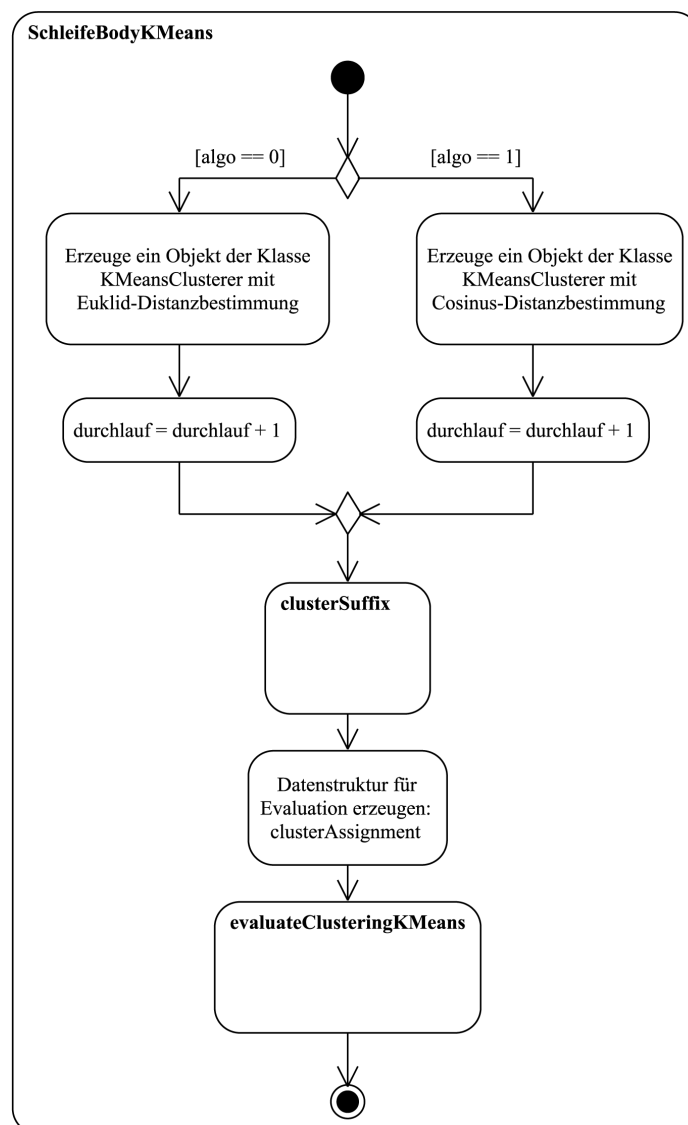 SchleifeBodyKMeans
[algo == 0]
[algo == 1]
Erzeuge ein Objekt der Klasse
KMeansClusterer mit
Euklid-Distanzbestimmung
Erzeuge ein Objekt der Klasse
KMeansClusterer mit
Cosinus-Distanzbestimmung
durchlauf = durchlauf + 1
durchlauf = durchlauf + 1
clusterSuffix
Datenstruktur für
Evaluation erzeugen:
clusterAssignment
evaluateClusteringKMeans